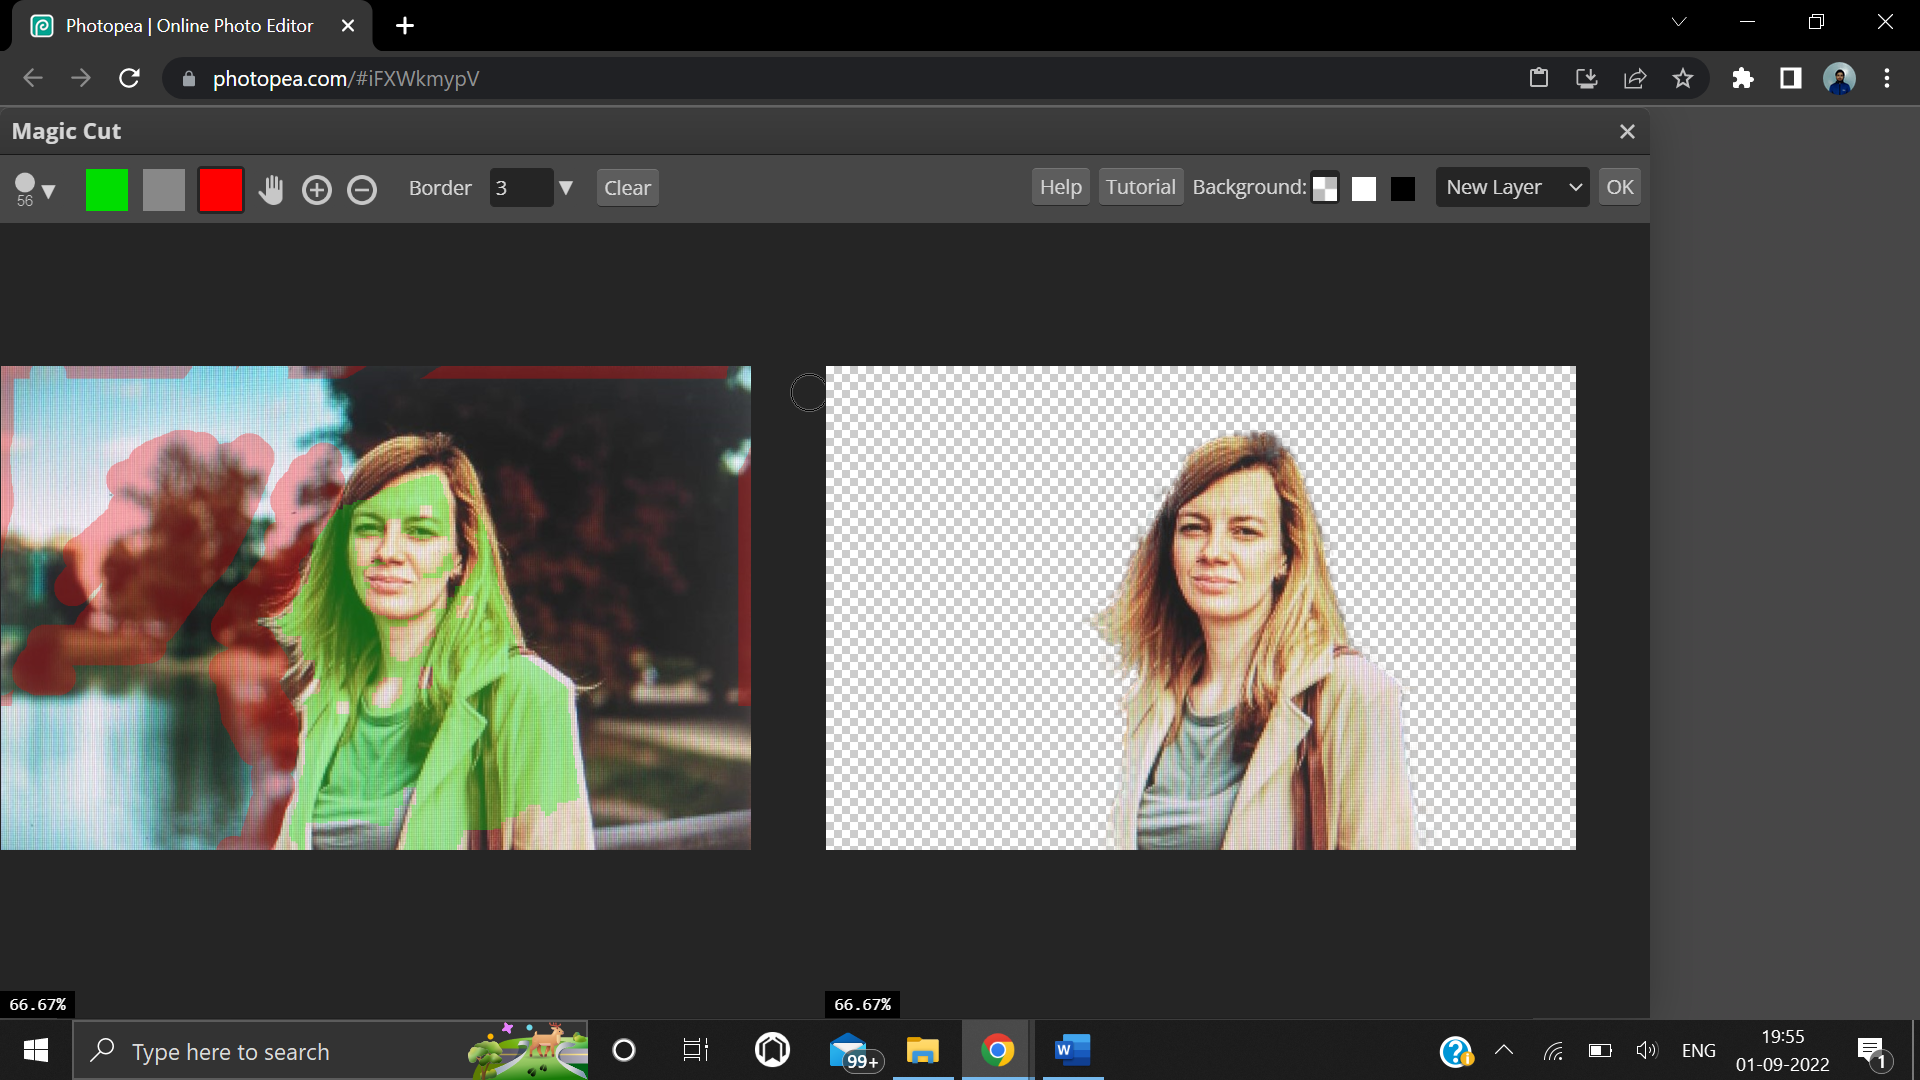 Photopea | Online Photo Editor
photopea.com/#iFXWkmypV
Magic Cut
56
Border 3 Clear
Help Tutorial Background: New Layer OK
66.67% 66.67%
Type here to search
99+
W
ENG
19:55
01-09-2022
1